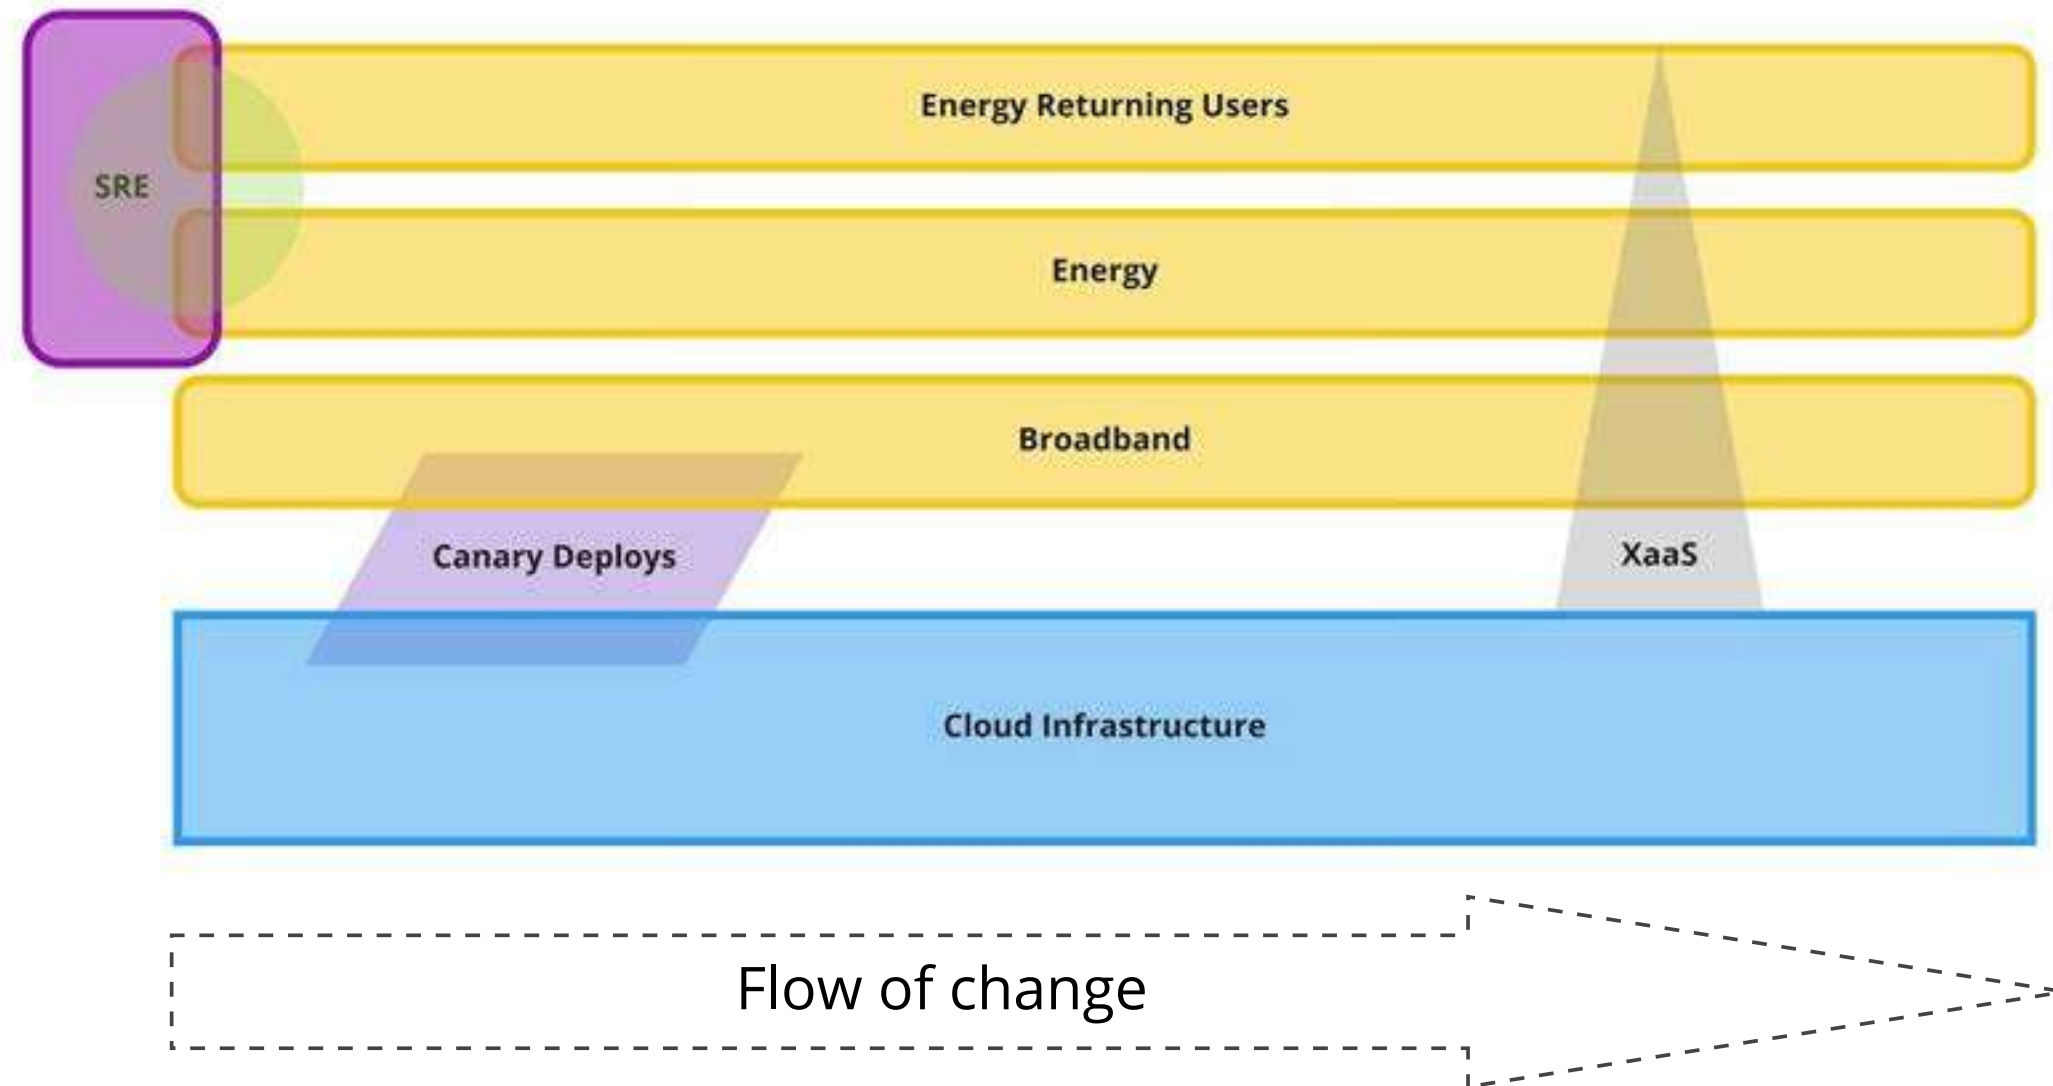 Energy Returning Users
SRE
Energy
Broadband
Canary Deploys
XaaS
Cloud Infrastructure
Flow of change